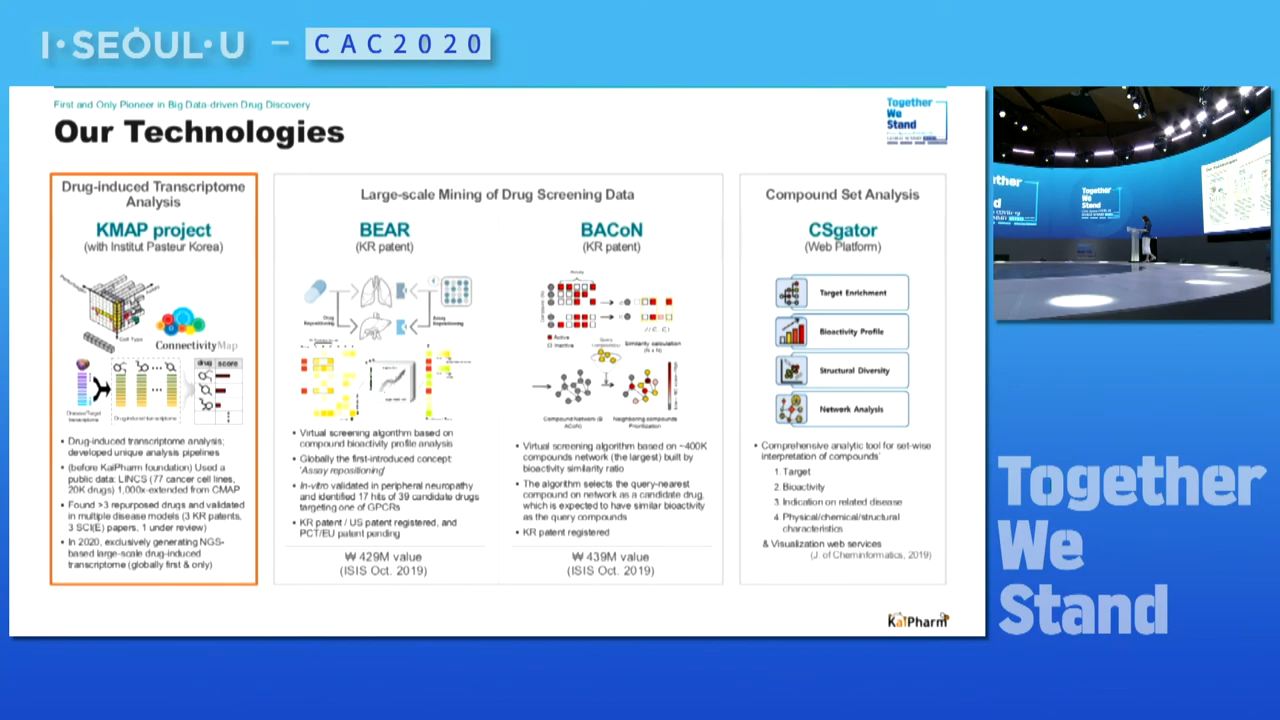 I·SEOUL·U
CAC2020
First and Only Pioneer in Big Data-driven Drug Discovery
Our Technologies
Together
We
Stand
Drug-induced Transcriptome
Analysis
KMAP project
(with Institut Pasteur Korea)
Cell Type
ConnectivityMap
drug
score
Drug-induced transcriptome
• Drug-induced transcriptome analysis;
developed unique analysis pipelines
• (before KaiPharm foundation) Used a
public data: LINCS (77 cancer cell lines,
20K drugs) 1,000x-extended from CMAP
• Found >3 repurposed drugs and validated
in multiple disease models (3 KR patents,
3 SCI(E) papers, 1 under review)
• In 2020, exclusively generating NGS-
based large-scale drug-induced
transcriptome (globally first & only)
Large-scale Mining of Drug Screening Data
BEAR
(KR patent)
Drug
Repositioning
Assay
Repositioning
• Virtual screening algorithm based on
compound bioactivity profile analysis
• Globally the first-introduced concept:
'Assay repositioning'
• In-vitro validated in peripheral neuropathy
and identified 17 hits of 39 candidate drugs
targeting one of GPCRs
• KR patent / US patent registered, and
PCT/EU patent pending
₩ 429M value
(ISIS Oct. 2019)
BACoN
(KR patent)
Active
Inactive
Similarity calculation
(N x N)
Compound Network (B
ACoN)
Neighboring compounds
Prioritization
• Virtual screening algorithm based on ~400K
compounds network (the largest) built by
bioactivity similarity ratio
• The algorithm selects the query-nearest
compound on network as a candidate drug,
which is expected to have similar bioactivity
as the query compounds
• KR patent registered
₩ 439M value
(ISIS Oct. 2019)
Compound Set Analysis
CSgator
(Web Platform)
Target Enrichment
Bioactivity Profile
Structural Diversity
Network Analysis
• Comprehensive analytic tool for set-wise
interpretation of compounds'
1. Target
2. Bioactivity
3. Indication on related disease
4. Physical/chemical/structural
characteristics
& Visualization web services
(J. of Cheminformatics, 2019)
KaiPharm
Together
We
Stand
Together
We
Stand